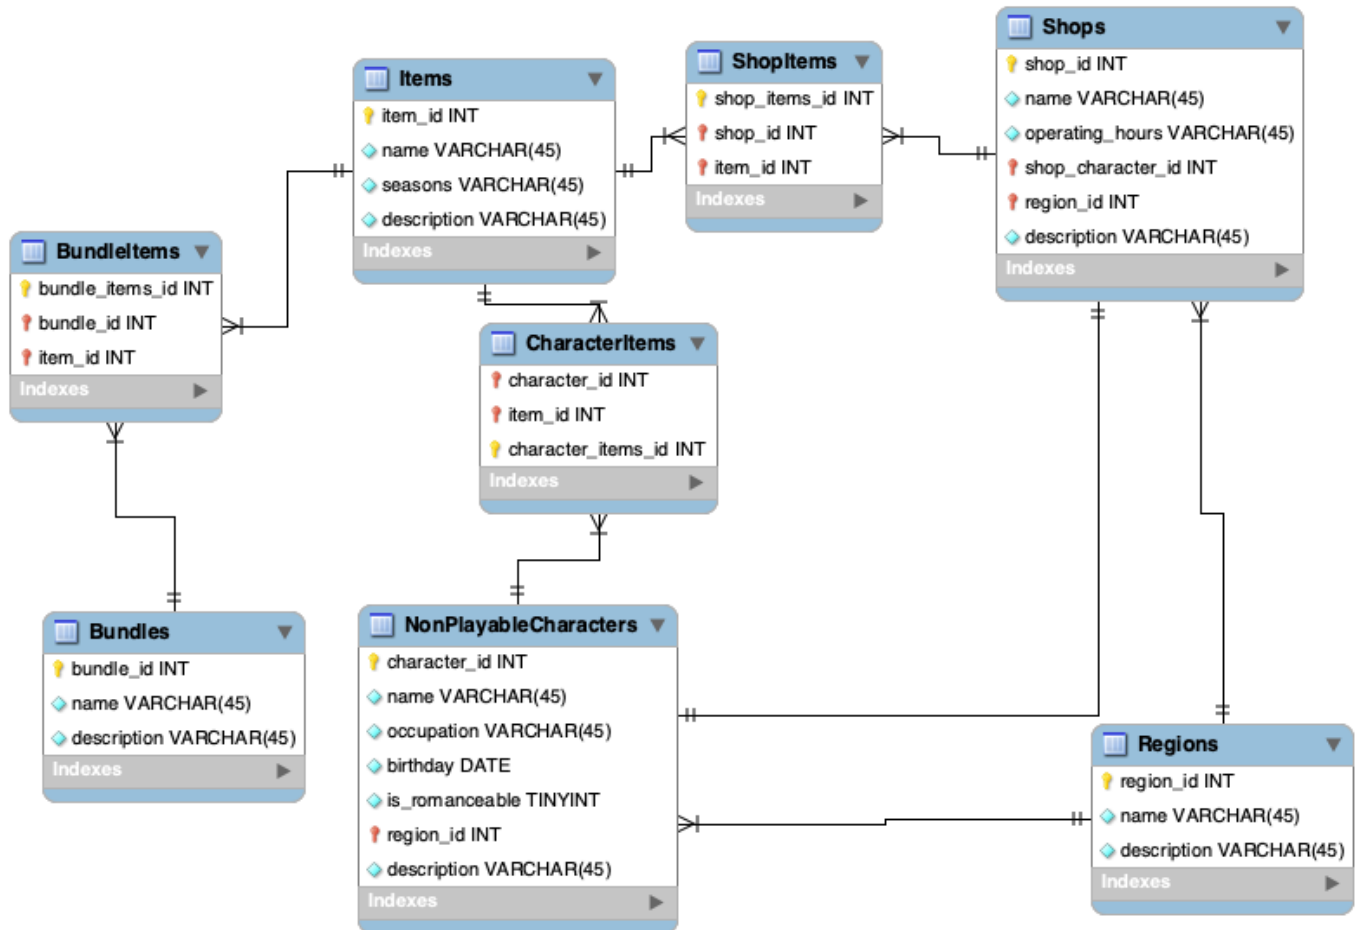 Items
item_id INT
name VARCHAR(45)
seasons VARCHAR(45)
description VARCHAR(45)
Indexes
ShopItems
shop_items_id INT
shop_id INT
item_id INT
Indexes
Shops
shop_id INT
name VARCHAR(45)
operating_hours VARCHAR(45)
shop_character_id INT
region_id INT
description VARCHAR(45)
Indexes
BundleItems
bundle_items_id INT
bundle_id INT
item_id INT
Indexes
CharacterItems
character_id INT
item_id INT
character_items_id INT
Indexes
Bundles
bundle_id INT
name VARCHAR(45)
description VARCHAR(45)
Indexes
NonPlayableCharacters
character_id INT
name VARCHAR(45)
occupation VARCHAR(45)
birthday DATE
is_romanceable TINYINT
region_id INT
description VARCHAR(45)
Indexes
Regions
region_id INT
name VARCHAR(45)
description VARCHAR(45)
Indexes